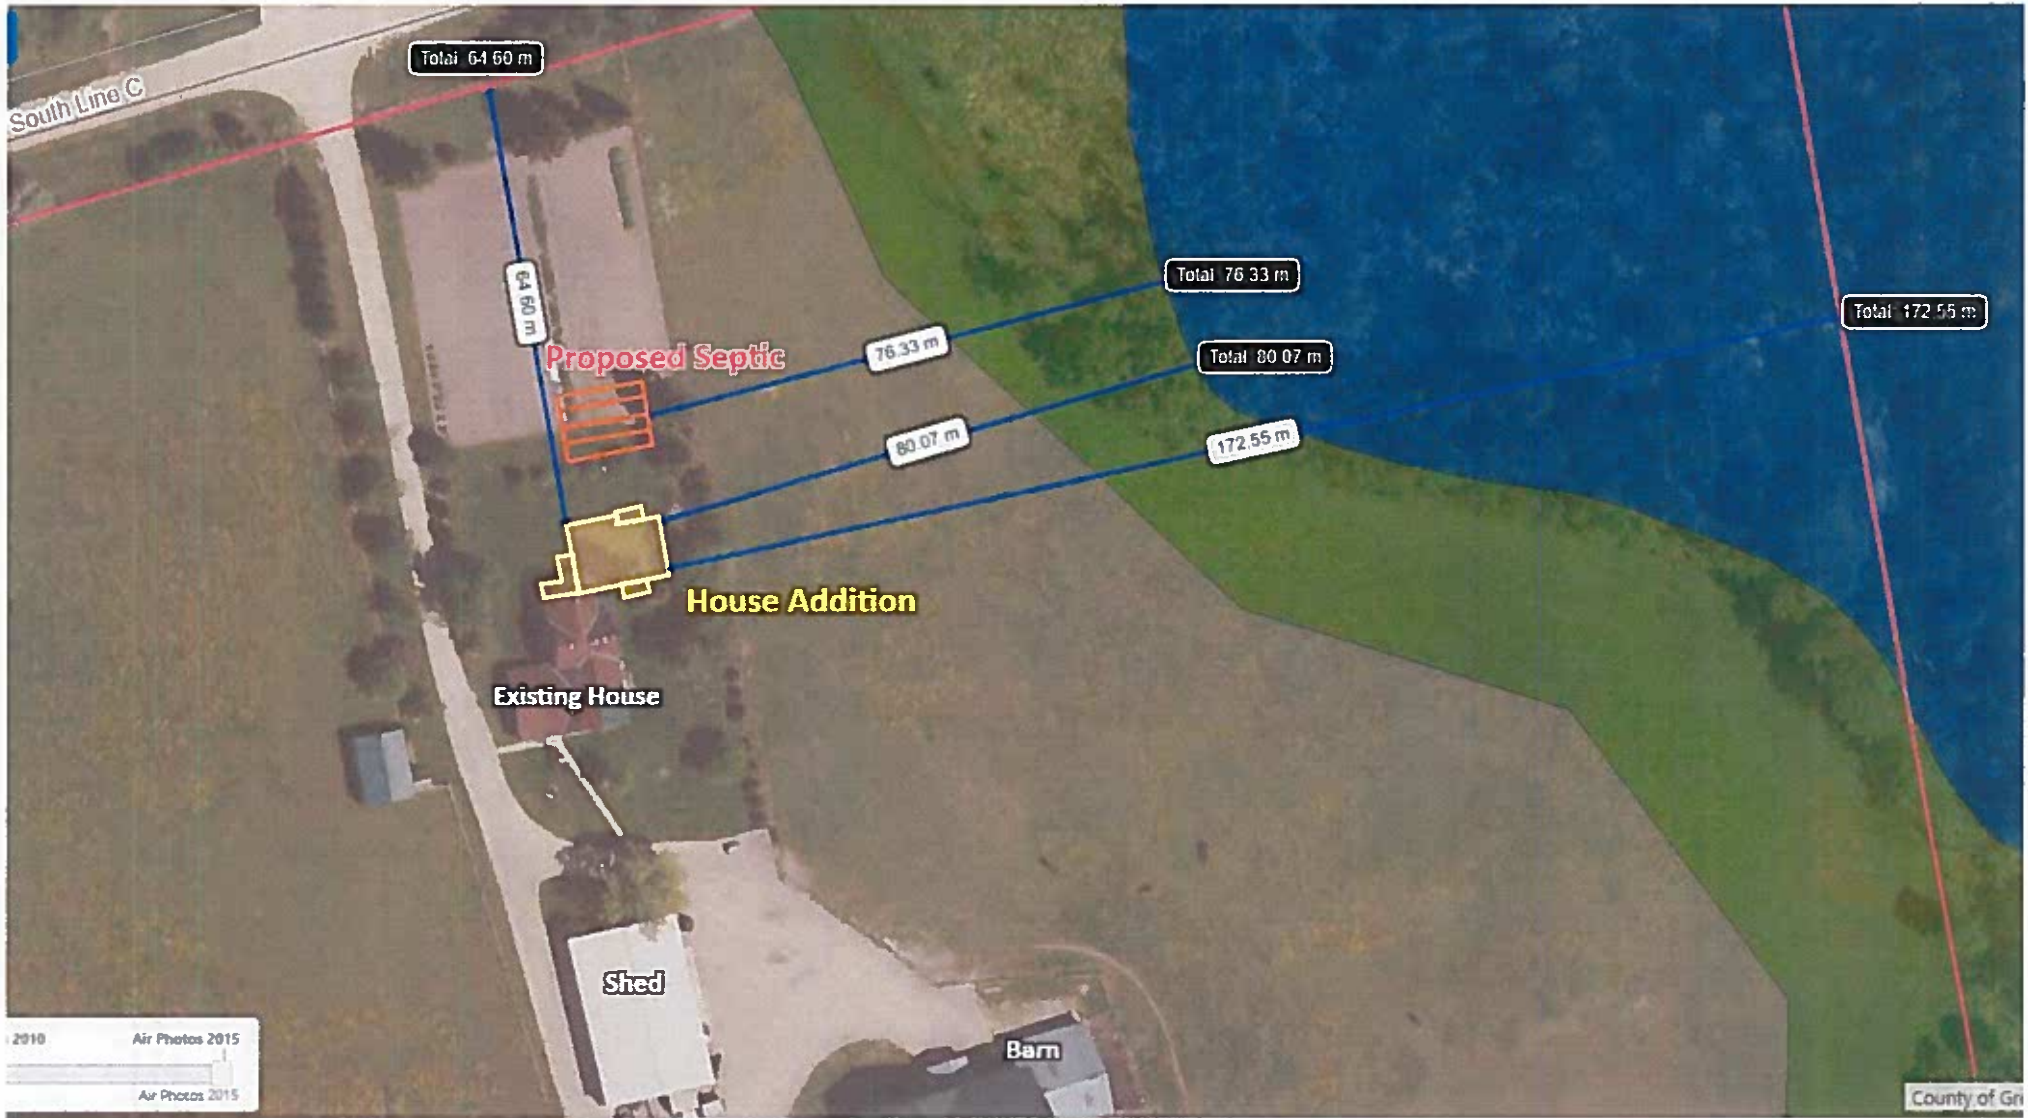 Total 64 60 m
South Line C
Total 76 33 m
64 60 m
Total 172 55 m
76.33 m
Total 80 07 m
Proposed Septic
80.07 m
172.55 m
House Addition
Existing House
Shed
2010
Air Photos 2015
Barn
Air Photos 2015
County of Gr